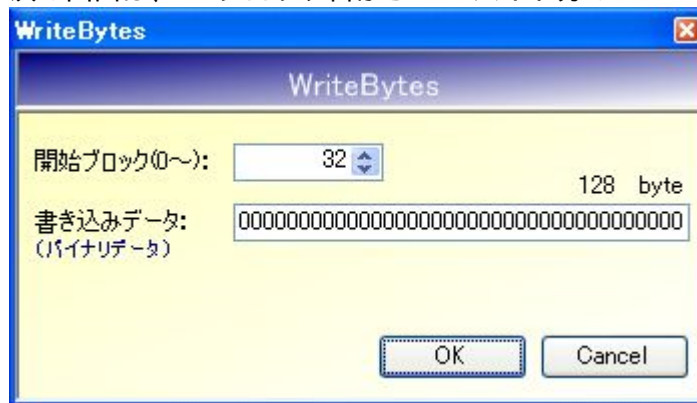 WriteBytes
WriteBytes
開始ブロック(0～):
32
128 byte
書き込みデータ:
(バイナリデータ)
OK
Cancel